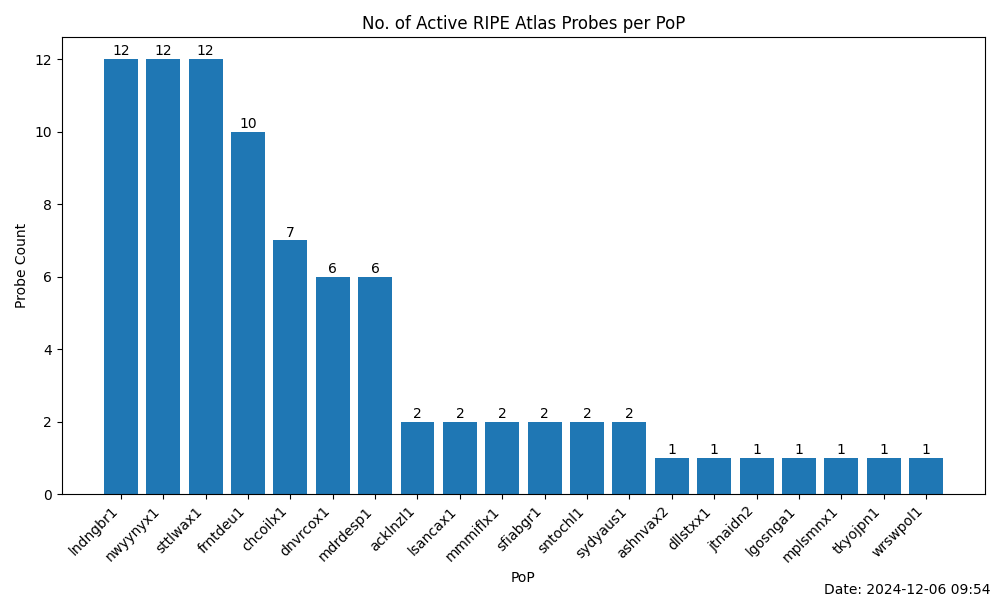 No. of Active RIPE Atlas Probes per PoP
Probe Count
12
10
8
6
4
2
0
12 12 12 10 7 6 6 2 2 2 2 2 2 1 1 1 1 1 1 1
lndngbr1 nwyynyx1 sttlwax1 frntdeu1 chcoilx1 dnvrcox1 mdrdesp1 acklnzl1 lsancax1 mmmiflx1 sfiabgr1 sntochl1 sydyaus1 ashnvax2 dllstxx1 jtnaidn2 lgosnga1 mplsmnx1 tkyojpn1 wrswpol1
PoP
Date: 2024-12-06 09:54